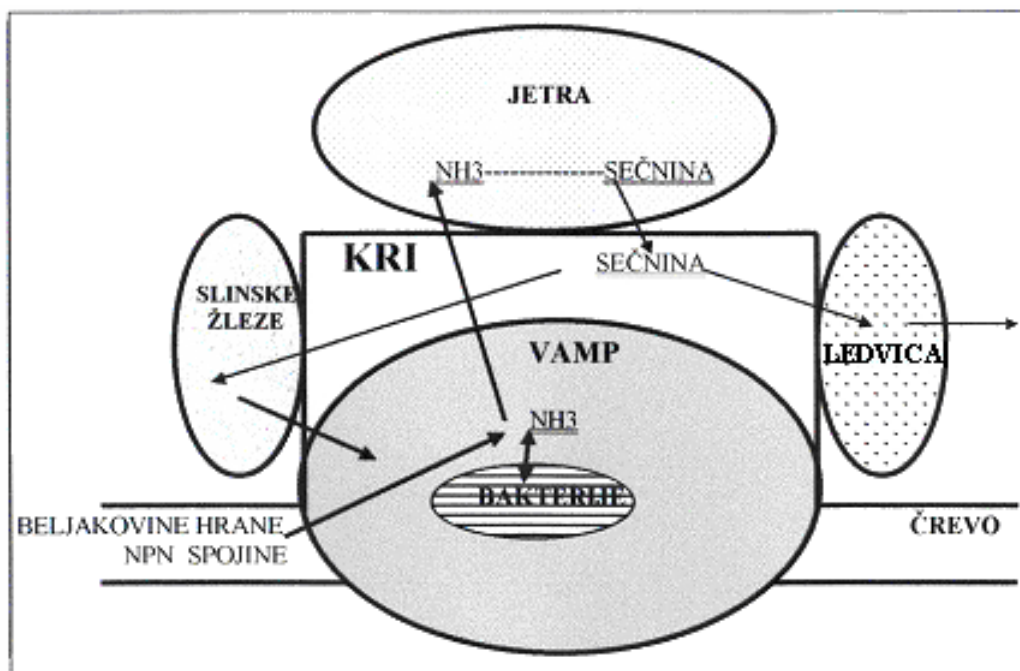 JETRA
NH3
SEČNINA
KRI
SEČNINA
SLINSKE
ŽLEZE
VAMP
LEDVICA
NH3
BAKTERIJE
BELJAKOVINE HRANE
NPN SPOJINE
ČREVO